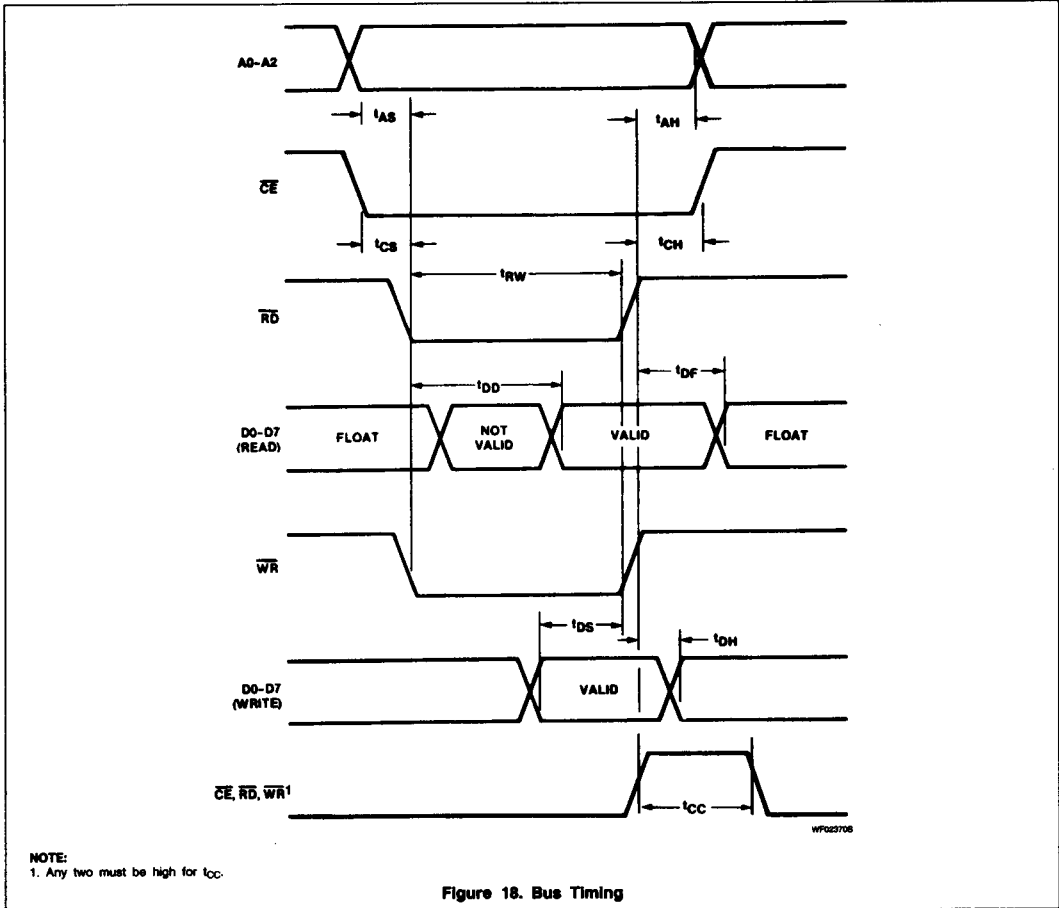 A0-A2
tAS
tAH
CE
tCS
tCH
tRW
RD
tDD
tDF
D0-D7
(READ)
FLOAT
NOT
VALID
VALID
FLOAT
WR
tDS
tDH
D0-D7
(WRITE)
VALID
CE, RD, WR1
tCC
WF02370S
NOTE:
1. Any two must be high for tCC.
Figure 18. Bus Timing